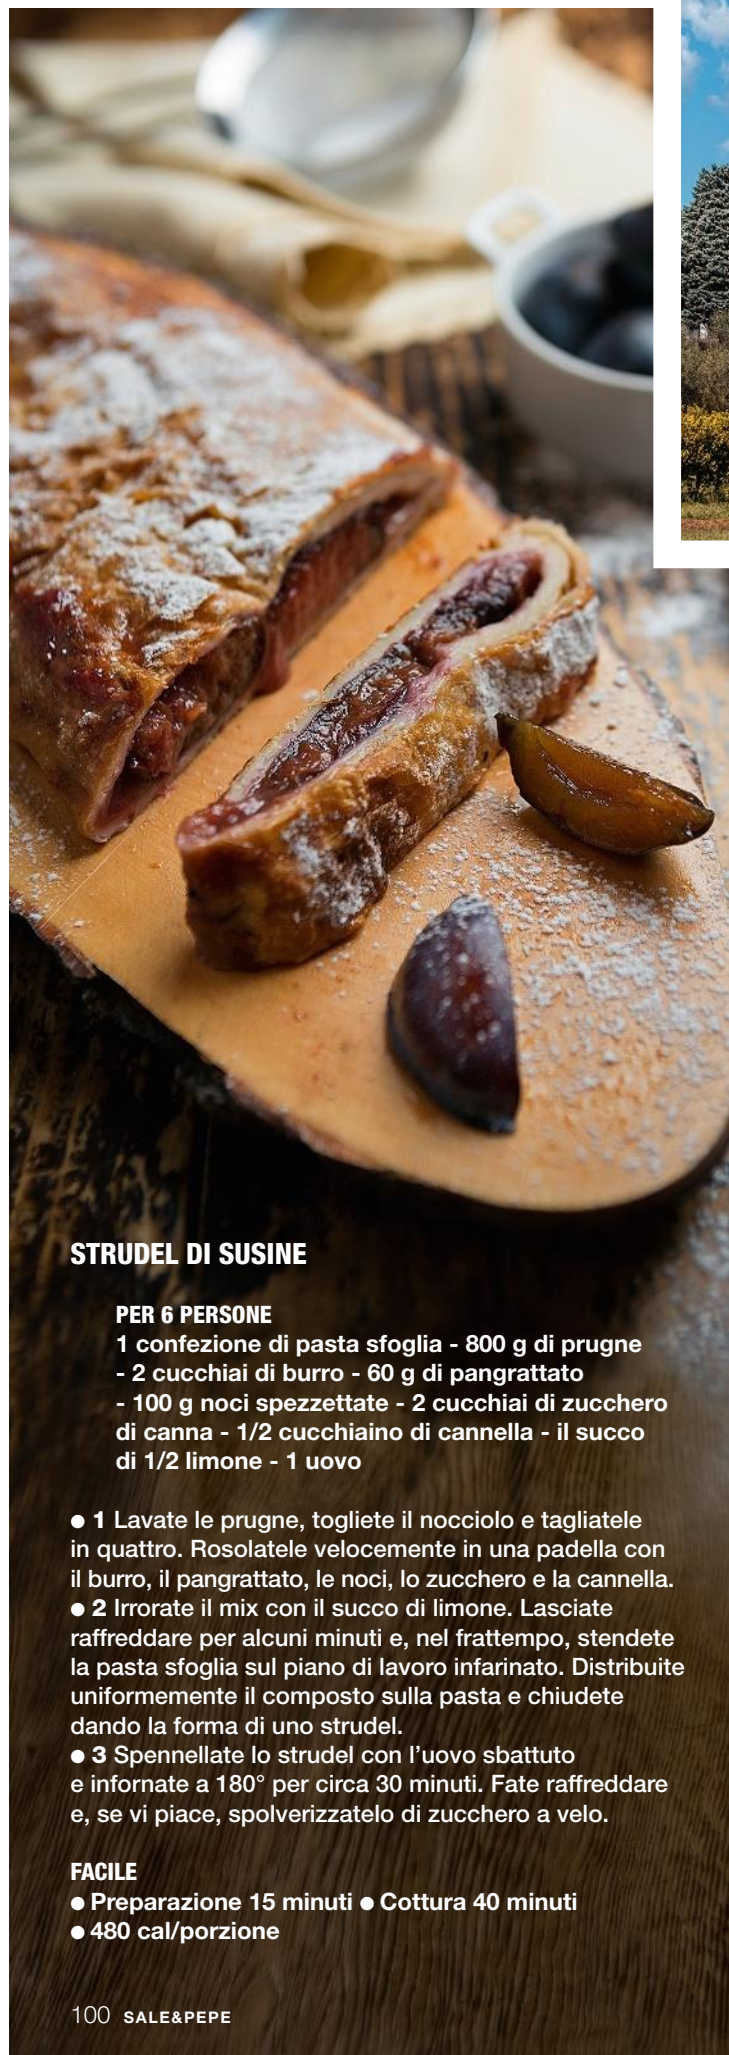 STRUDEL DI SUSINE
PER 6 PERSONE
1 confezione di pasta sfoglia - 800 g di prugne
- 2 cucchiai di burro - 60 g di pangrattato
- 100 g noci spezzettate - 2 cucchiai di zucchero
di canna - 1/2 cucchiaino di cannella - il succo
di 1/2 limone - 1 uovo
● 1 Lavate le prugne, togliete il nocciolo e tagliatele
in quattro. Rosolatele velocemente in una padella con
il burro, il pangrattato, le noci, lo zucchero e la cannella.
● 2 Irrorate il mix con il succo di limone. Lasciate
raffreddare per alcuni minuti e, nel frattempo, stendete
la pasta sfoglia sul piano di lavoro infarinato. Distribuite
uniformemente il composto sulla pasta e chiudete
dando la forma di uno strudel.
● 3 Spennellate lo strudel con l’uovo sbattuto
e infornate a 180° per circa 30 minuti. Fate raffreddare
e, se vi piace, spolverizzatelo di zucchero a velo.
FACILE
● Preparazione 15 minuti ● Cottura 40 minuti
● 480 cal/porzione
100 SALE&PEPE